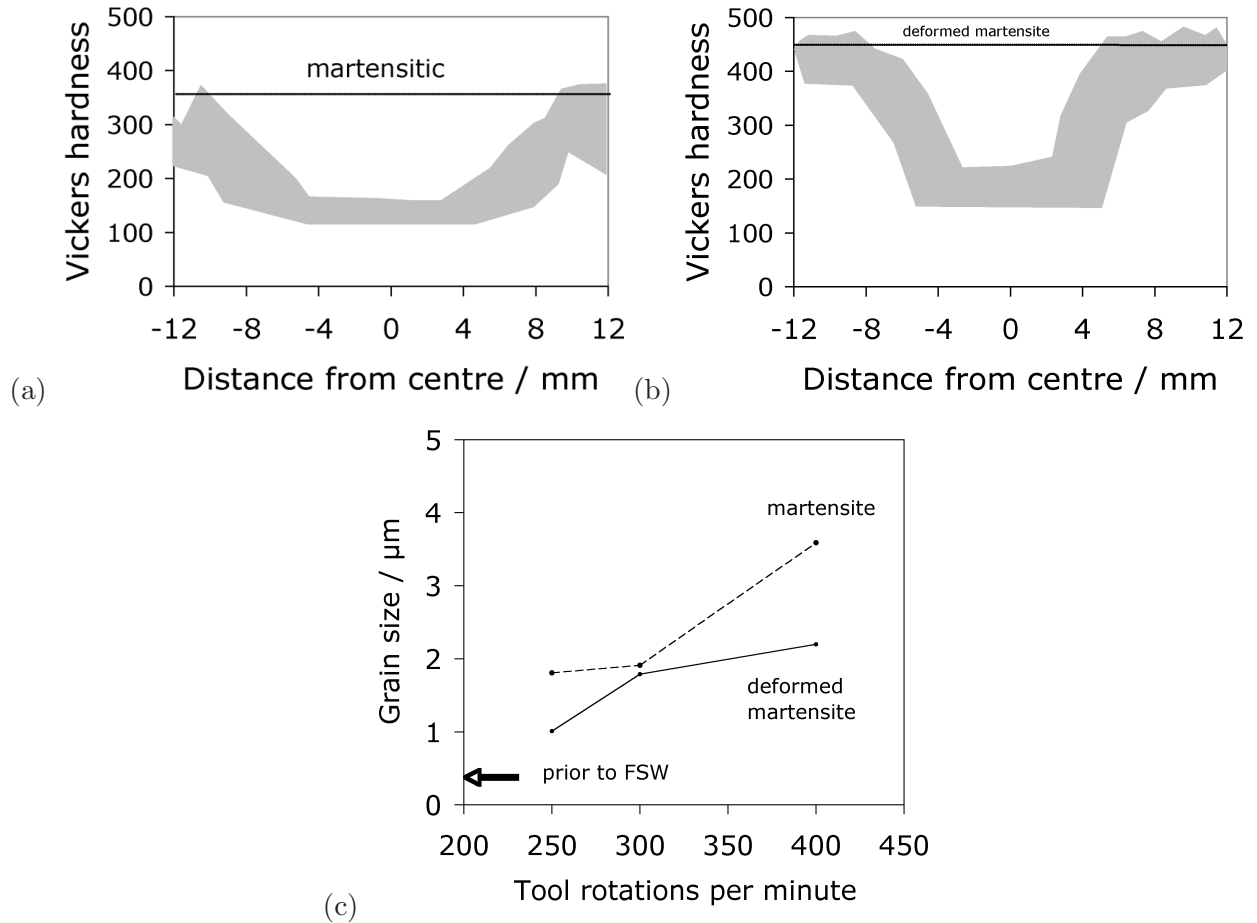 500
400
300
200
100
0
Vickers hardness
martensitic
-12 -8 -4 0 4 8 12
Distance from centre / mm
(a)
500
400
300
200
100
0
Vickers hardness
deformed martensite
-12 -8 -4 0 4 8 12
Distance from centre / mm
(b)
5
4
3
2
1
0
Grain size / μm
martensite
deformed
martensite
prior to FSW
200 250 300 350 400 450
Tool rotations per minute
(c)